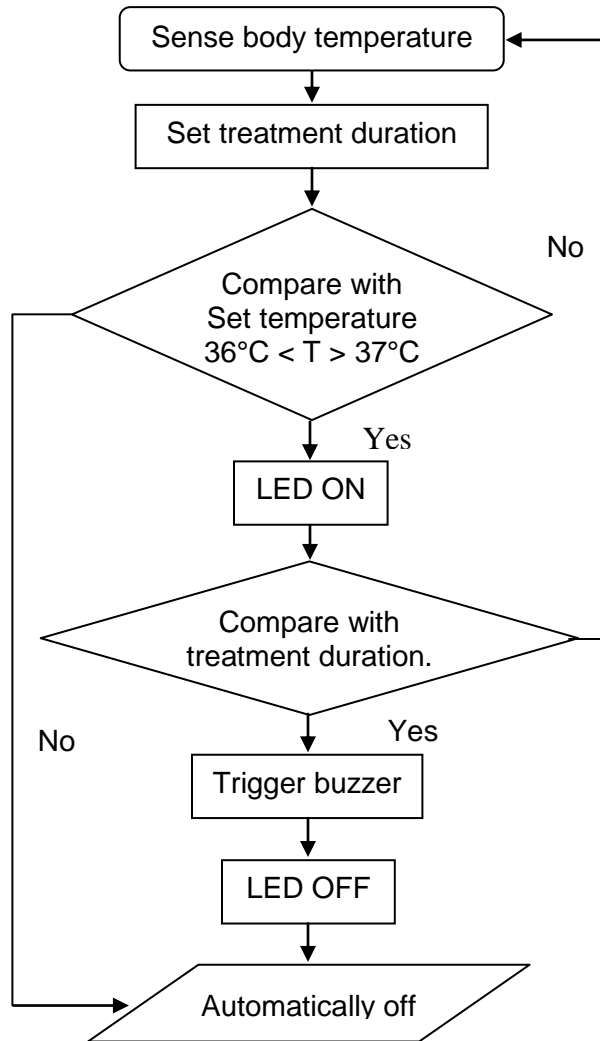 Sense body temperature
Set treatment duration
No
Compare with
Set temperature
36°C < T > 37°C
Yes
LED ON
Compare with
treatment duration.
No
Yes
Trigger buzzer
LED OFF
Automatically off